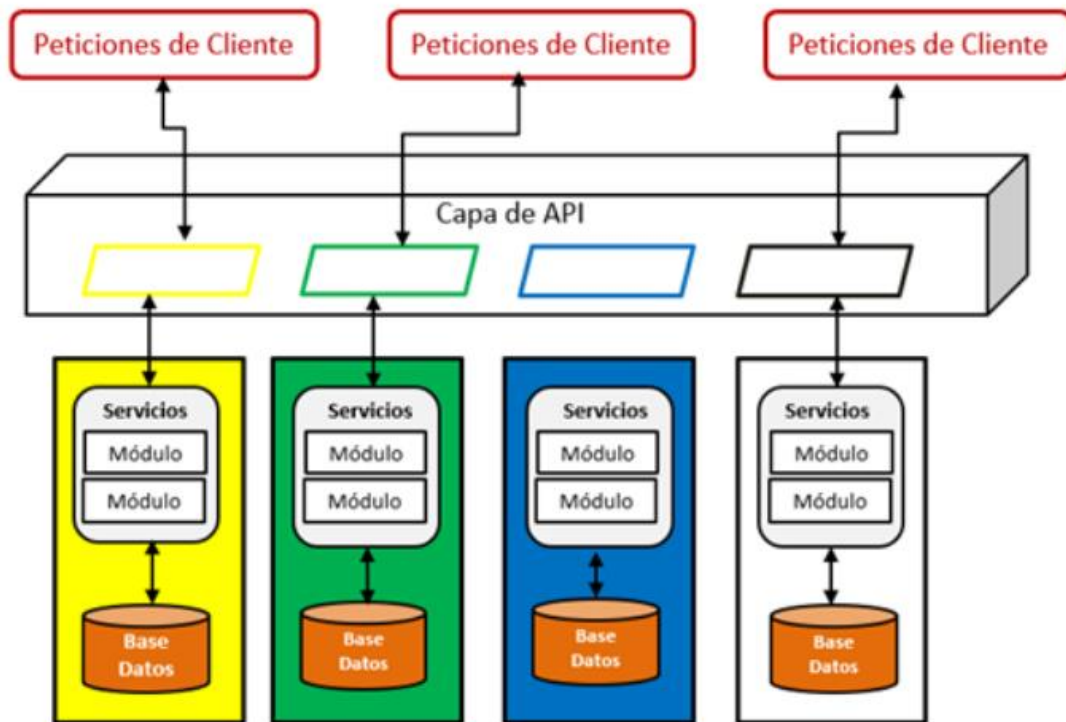 Peticiones de Cliente
Peticiones de Cliente
Peticiones de Cliente
Capa de API
Servicios
Módulo
Módulo
Base
Datos
Servicios
Módulo
Módulo
Base
Datos
Servicios
Módulo
Módulo
Base
Datos
Servicios
Módulo
Módulo
Base
Datos